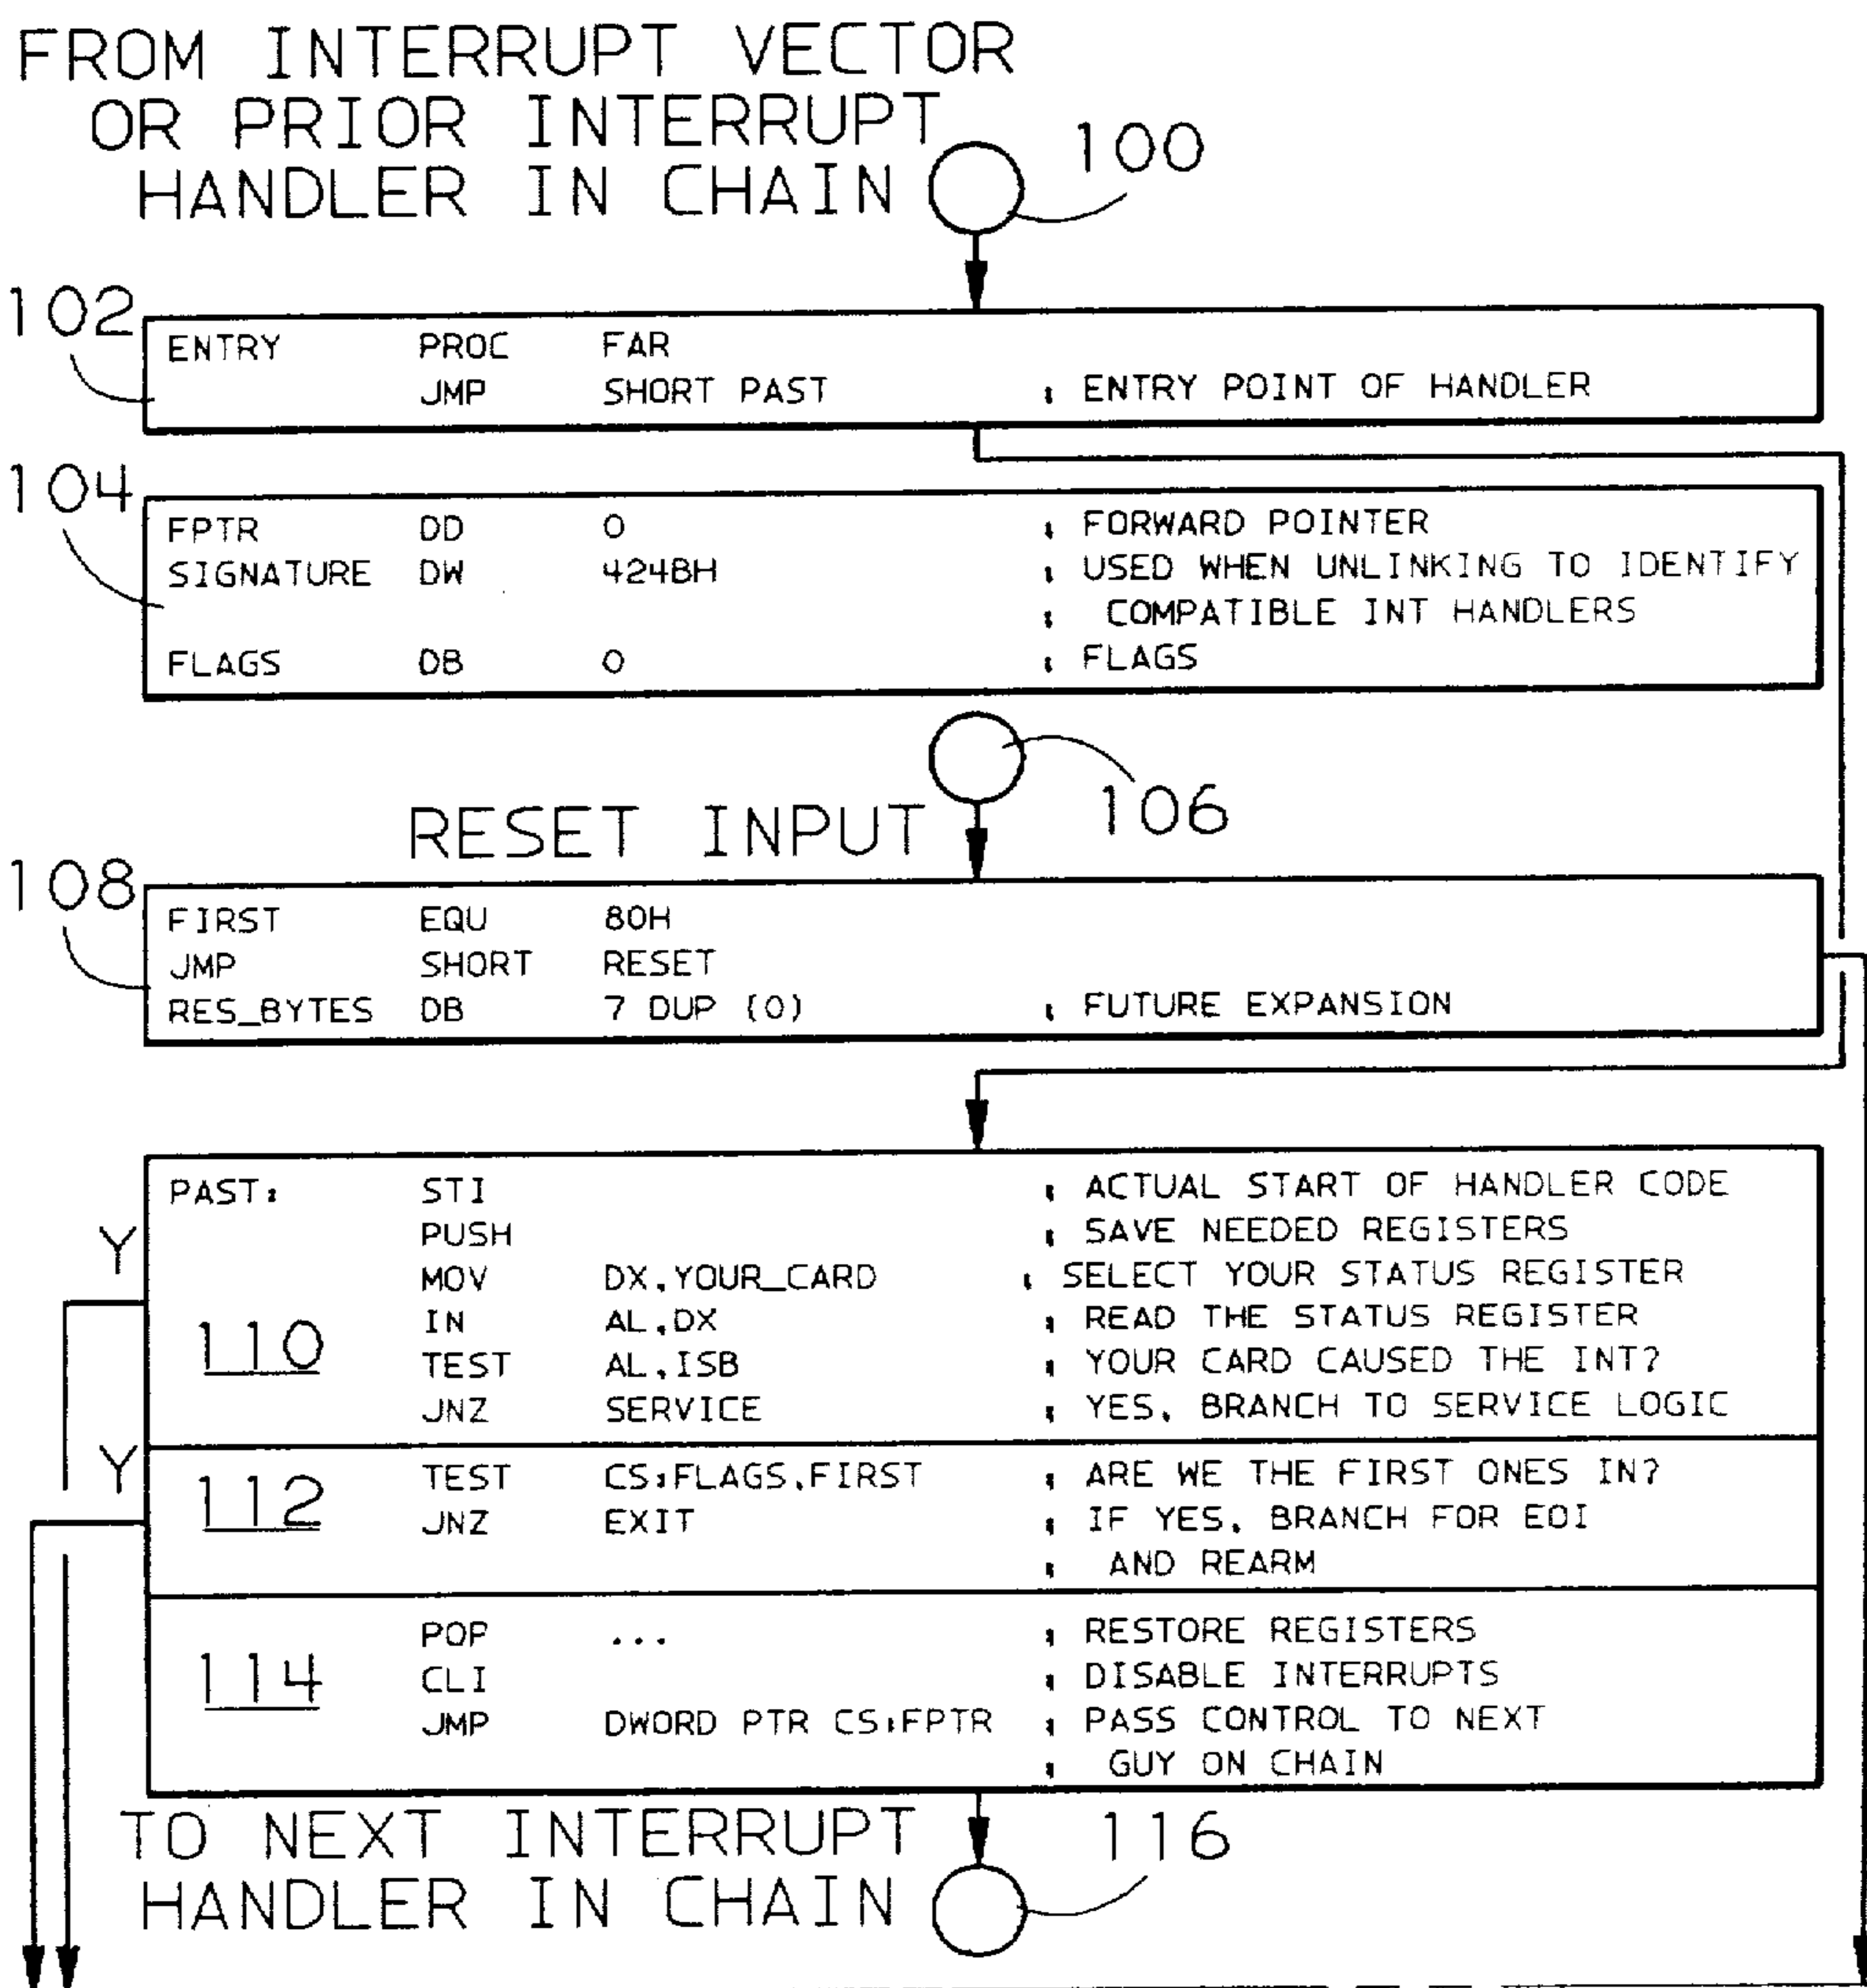 FROM INTERRUPT VECTOR
OR PRIOR INTERRUPT
HANDLER IN CHAIN
100
102
ENTRY PROC FAR
JMP SHORT PAST ; ENTRY POINT OF HANDLER
104
FPTR DD 0 ; FORWARD POINTER
SIGNATURE DW 424BH ; USED WHEN UNLINKING TO IDENTIFY
; COMPATIBLE INT HANDLERS
FLAGS DB 0 ; FLAGS
106
RESET INPUT
108
FIRST EQU 80H
JMP SHORT RESET
RES_BYTES DB 7 DUP (0) ; FUTURE EXPANSION
PAST: STI ; ACTUAL START OF HANDLER CODE
Y
PUSH ; SAVE NEEDED REGISTERS
MOV DX,YOUR_CARD ; SELECT YOUR STATUS REGISTER
110
IN AL,DX ; READ THE STATUS REGISTER
TEST AL,ISB ; YOUR CARD CAUSED THE INT?
JNZ SERVICE ; YES, BRANCH TO SERVICE LOGIC
Y
112
TEST CS:FLAGS,FIRST ; ARE WE THE FIRST ONES IN?
JNZ EXIT ; IF YES, BRANCH FOR EOI
; AND REARM
114
POP ... ; RESTORE REGISTERS
CLI ; DISABLE INTERRUPTS
JMP DWORD PTR CS:FPTR ; PASS CONTROL TO NEXT
; GUY ON CHAIN
TO NEXT INTERRUPT
HANDLER IN CHAIN
116